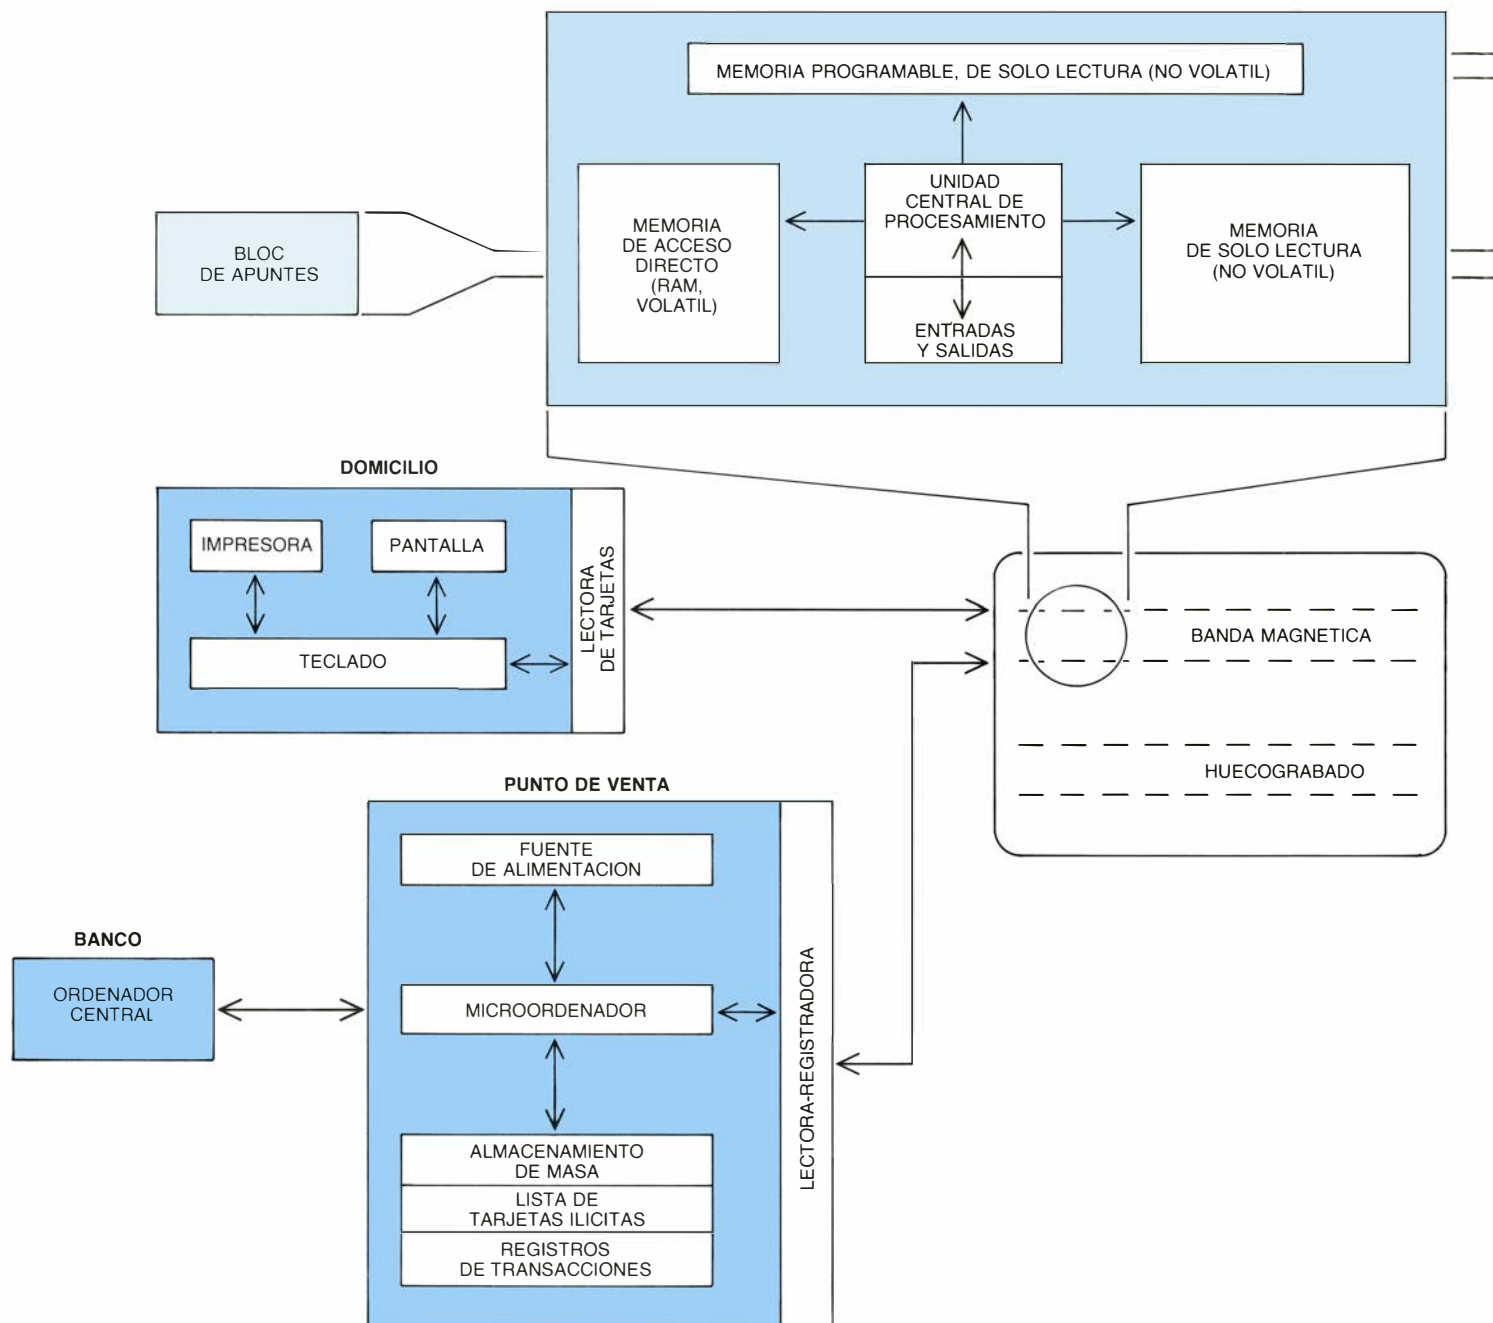 MEMORIA PROGRAMABLE, DE SOLO LECTURA (NO VOLATIL)
UNIDAD
CENTRAL DE
PROCESAMIENTO
MEMORIA
DE ACCESO
DIRECTO
(RAM,
VOLATIL)
MEMORIA
DE SOLO LECTURA
(NO VOLATIL)
BLOC
DE APUNTES
ENTRADAS
Y SALIDAS
DOMICILIO
IMPRESORA
PANTALLA
TECLADO
LECTORA
DE TARJETAS
BANDA MAGNETICA
HUECOGRABADO
PUNTO DE VENTA
FUENTE
DE ALIMENTACION
BANCO
ORDENADOR
CENTRAL
MICROORDENADOR
LECTORA-REGISTRADORA
ALMACENAMIENTO
DE MASA
LISTA DE
TARJETAS ILICITAS
REGISTROS
DE TRANSACCIONES